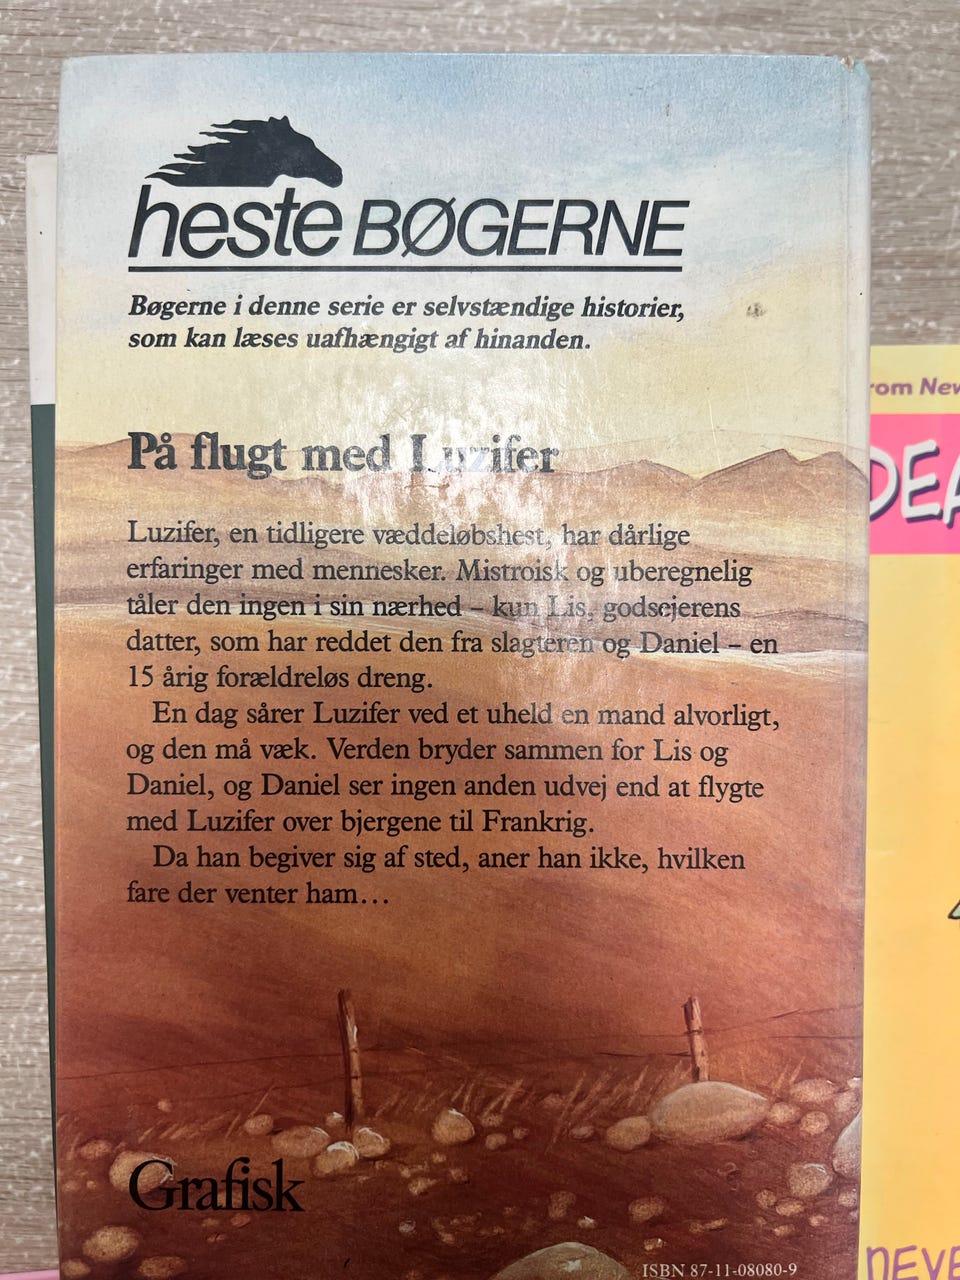 heste BØGERNE
Bøgerne i denne serie er selvstændige historier,
som kan læses uafhængigt af hinanden.
På flugt med Luzifer
Luzifer, en tidligere væddeløbshest, har dårlige
erfaringer med mennesker. Mistroisk og uberegnelig
tåler den ingen i sin nærhed – kun Lis, godsejerens
datter, som har reddet den fra slagteren og Daniel – en
15 årig forældreløs dreng.
En dag sårer Luzifer ved et uheld en mand alvorligt,
og den må væk. Verden bryder sammen for Lis og
Daniel, og Daniel ser ingen anden udvej end at flygte
med Luzifer over bjergene til Frankrig.
Da han begiver sig af sted, aner han ikke, hvilken
fare der venter ham...
Grafisk
ISBN 87-11-08080-9
rom New
DEA
NEVE